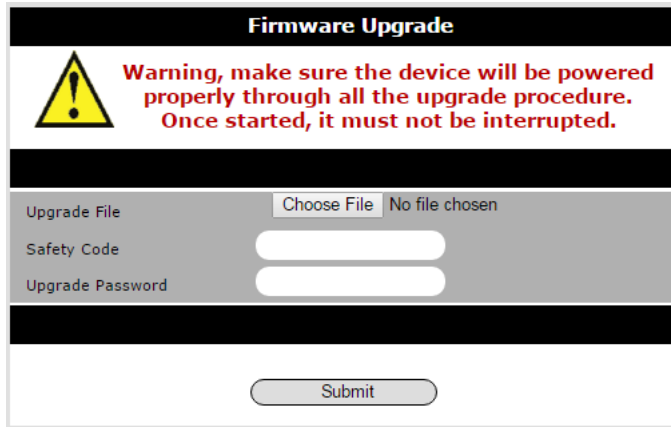 Firmware Upgrade
Warning, make sure the device will be powered
properly through all the upgrade procedure.
Once started, it must not be interrupted.
Upgrade File Choose File No file chosen
Safety Code
Upgrade Password
Submit